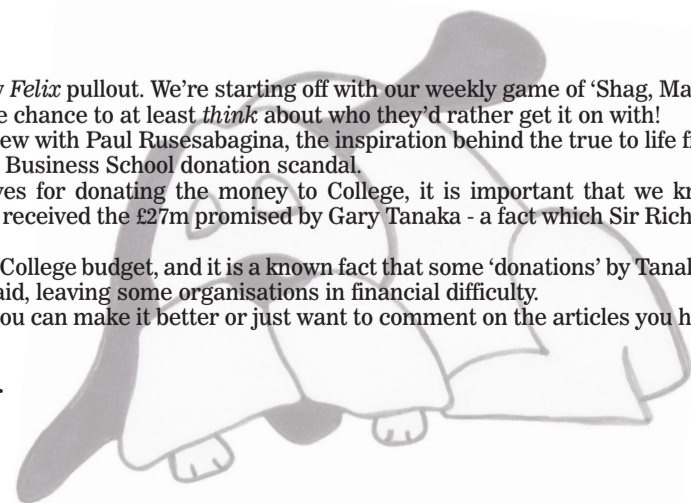 Felix pullout. We're starting off with our weekly game of 'Shag, Ma
chance to at least think about who they'd rather get it on with!
ew with Paul Rusesabagina, the inspiration behind the true to life fi
Business School donation scandal.
ves for donating the money to College, it is important that we kn
received the £27m promised by Gary Tanaka - a fact which Sir Rich
College budget, and it is a known fact that some 'donations' by Tanal
aid, leaving some organisations in financial difficulty.
ou can make it better or just want to comment on the articles you h